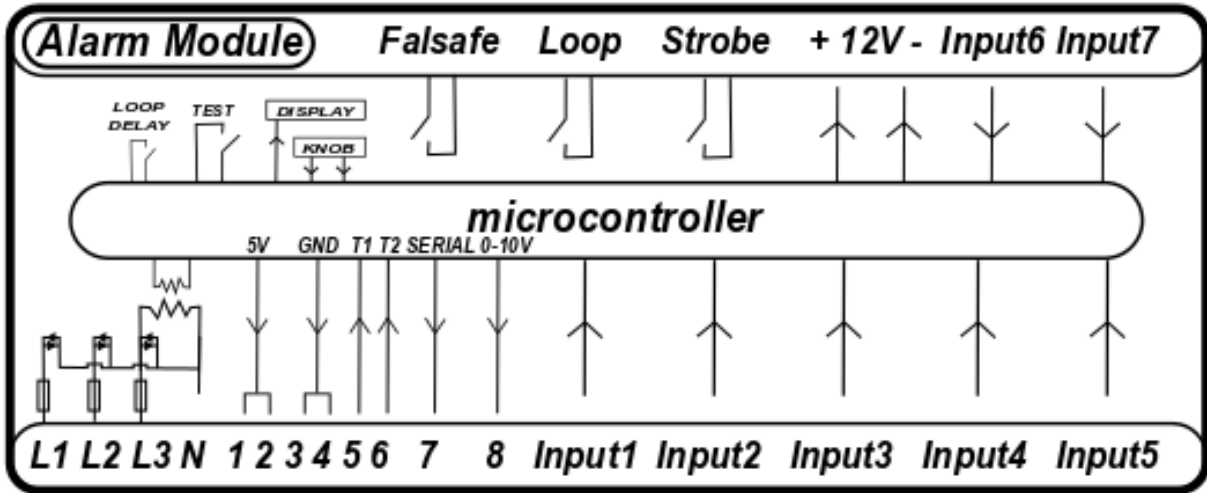 Alarm Module Falsafe Loop Strobe + 12V - Input6 Input7
LOOP TEST DISPLAY
DELAY
KNOB
microcontroller
5V GND T1 T2 SERIAL 0-10V
L1 L2 L3 N 1 2 3 4 5 6 7 8 Input1 Input2 Input3 Input4 Input5